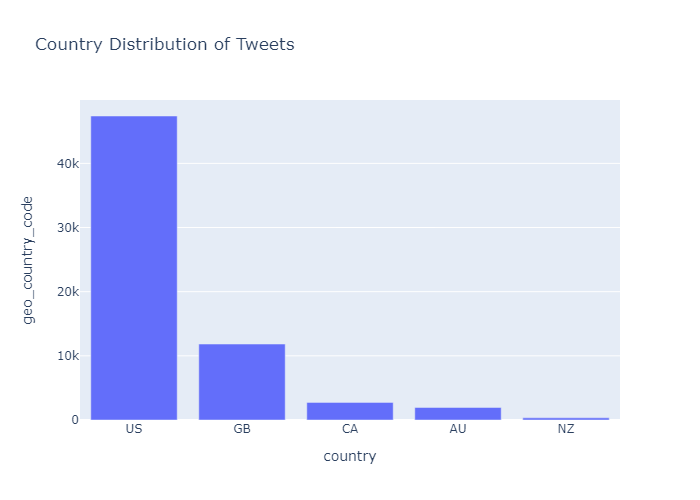 Country Distribution of Tweets
geo_country_code
40k
30k
20k
10k
0
US GB CA AU NZ
country